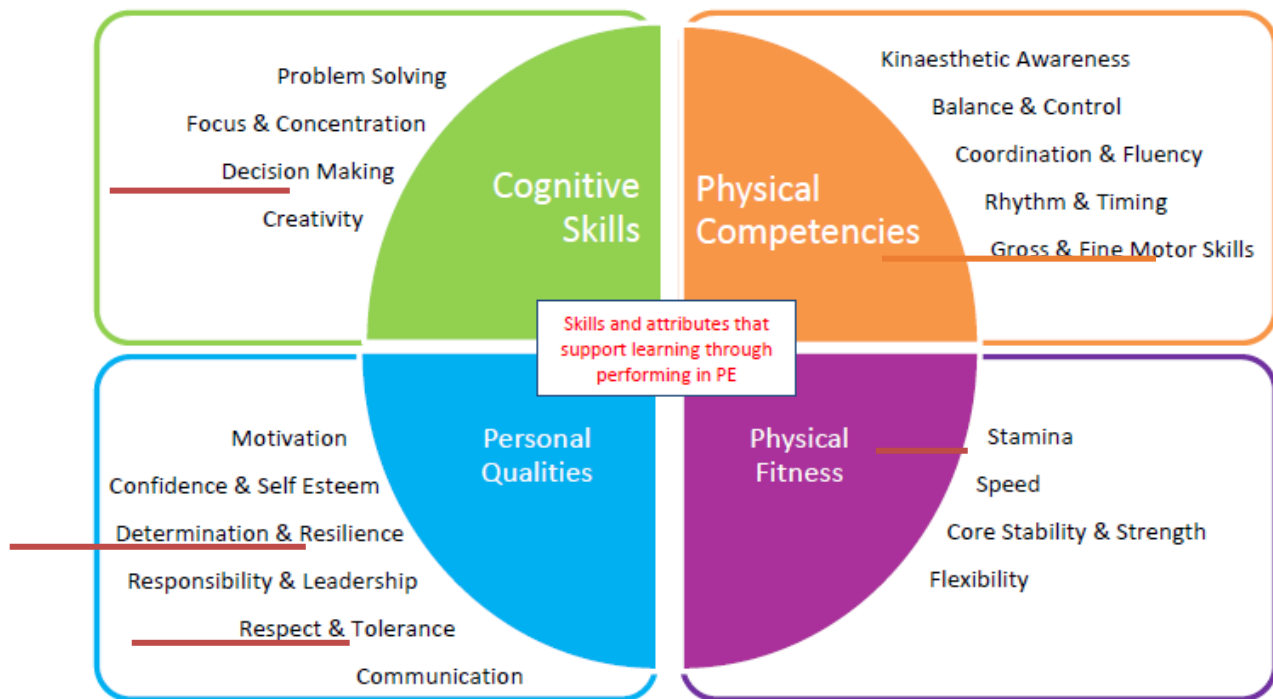 Problem Solving
Focus & Concentration
Decision Making
Creativity
Cognitive
Skills
Physical
Competencies
Kinaesthetic Awareness
Balance & Control
Coordination & Fluency
Rhythm & Timing
Gross & Fine Motor Skills
Skills and attributes that
support learning through
performing in PE
Motivation
Confidence & Self Esteem
Determination & Resilience
Responsibility & Leadership
Respect & Tolerance
Communication
Personal
Qualities
Physical
Fitness
Stamina
Speed
Core Stability & Strength
Flexibility